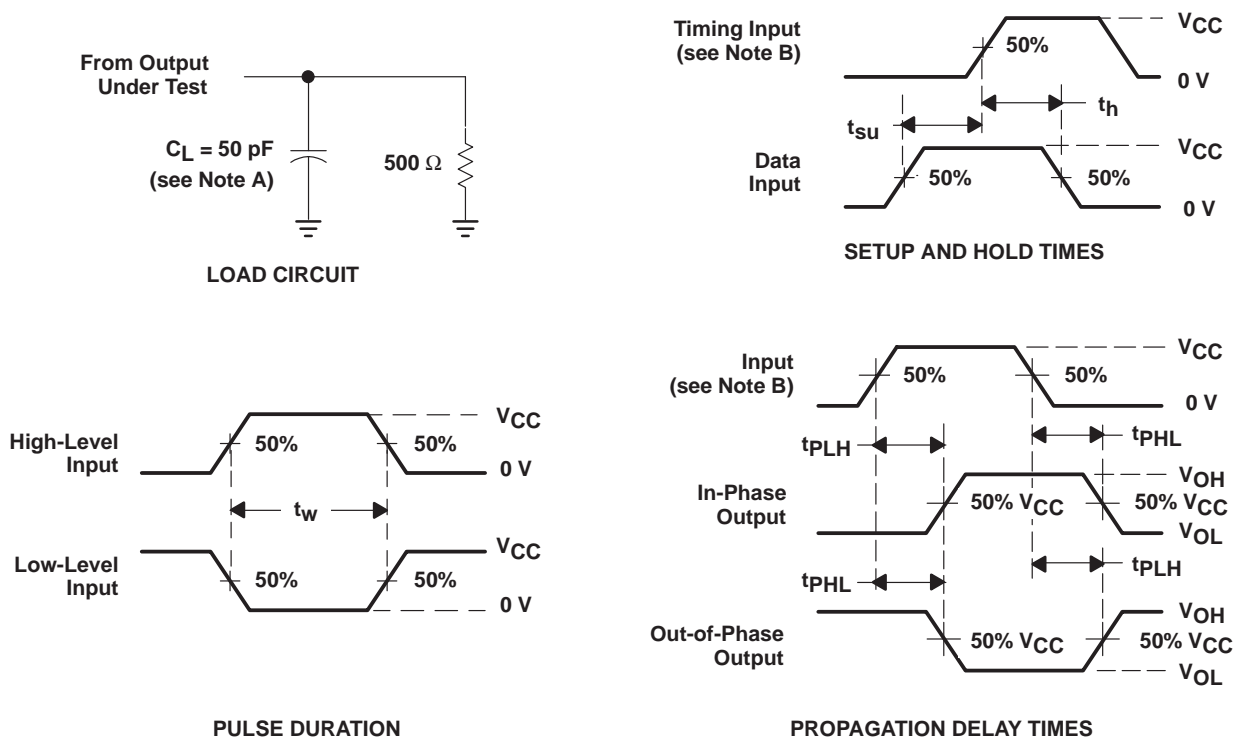 From Output
Under Test
CL = 50 pF
(see Note A)
500 Ω
LOAD CIRCUIT
Timing Input
(see Note B)
50%
VCC
0 V
th
tsu
Data
Input
50%
50%
VCC
0 V
SETUP AND HOLD TIMES
High-Level
Input
50%
50%
VCC
0 V
tw
Low-Level
Input
50%
50%
VCC
0 V
PULSE DURATION
Input
(see Note B)
50%
50%
VCC
0 V
tPLH
tPHL
In-Phase
Output
50% VCC
VOH
50% VCC
VOL
tPHL
tPLH
Out-of-Phase
Output
50% VCC
VOH
50% VCC
VOL
PROPAGATION DELAY TIMES